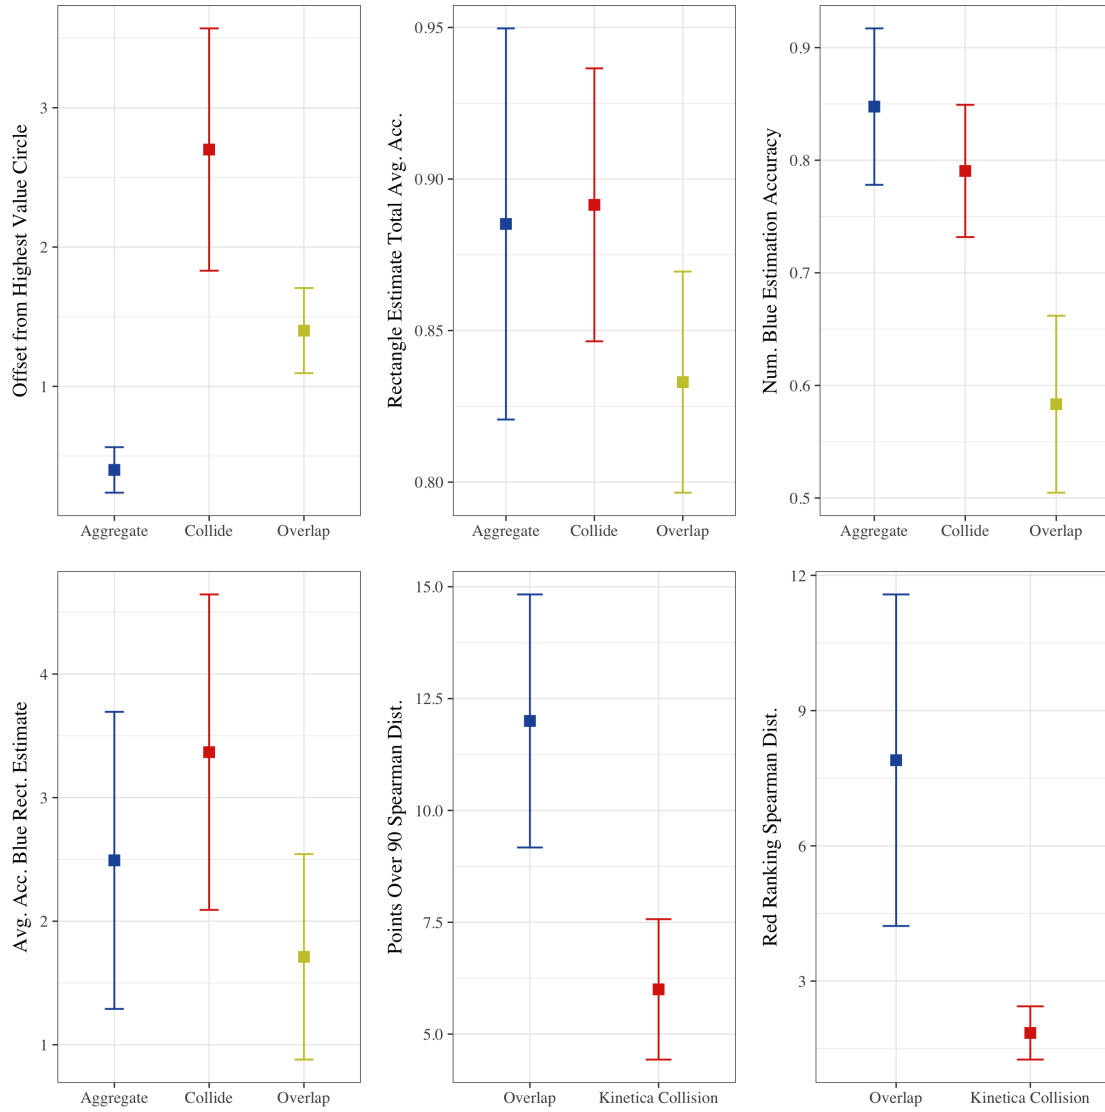 Offset from Highest Value Circle
3
2
1
Aggregate Collide Overlap
Rectangle Estimate Total Avg. Acc.
0.95
0.90
0.85
0.80
Aggregate Collide Overlap
Num. Blue Estimation Accuracy
0.9
0.8
0.7
0.6
0.5
Aggregate Collide Overlap
Avg. Acc. Blue Rect. Estimate
4
3
2
1
Aggregate Collide Overlap
Points Over 90 Spearman Dist.
15.0
12.5
10.0
7.5
5.0
Overlap Kinetica Collision
Red Ranking Spearman Dist.
12
9
6
3
Overlap Kinetica Collision